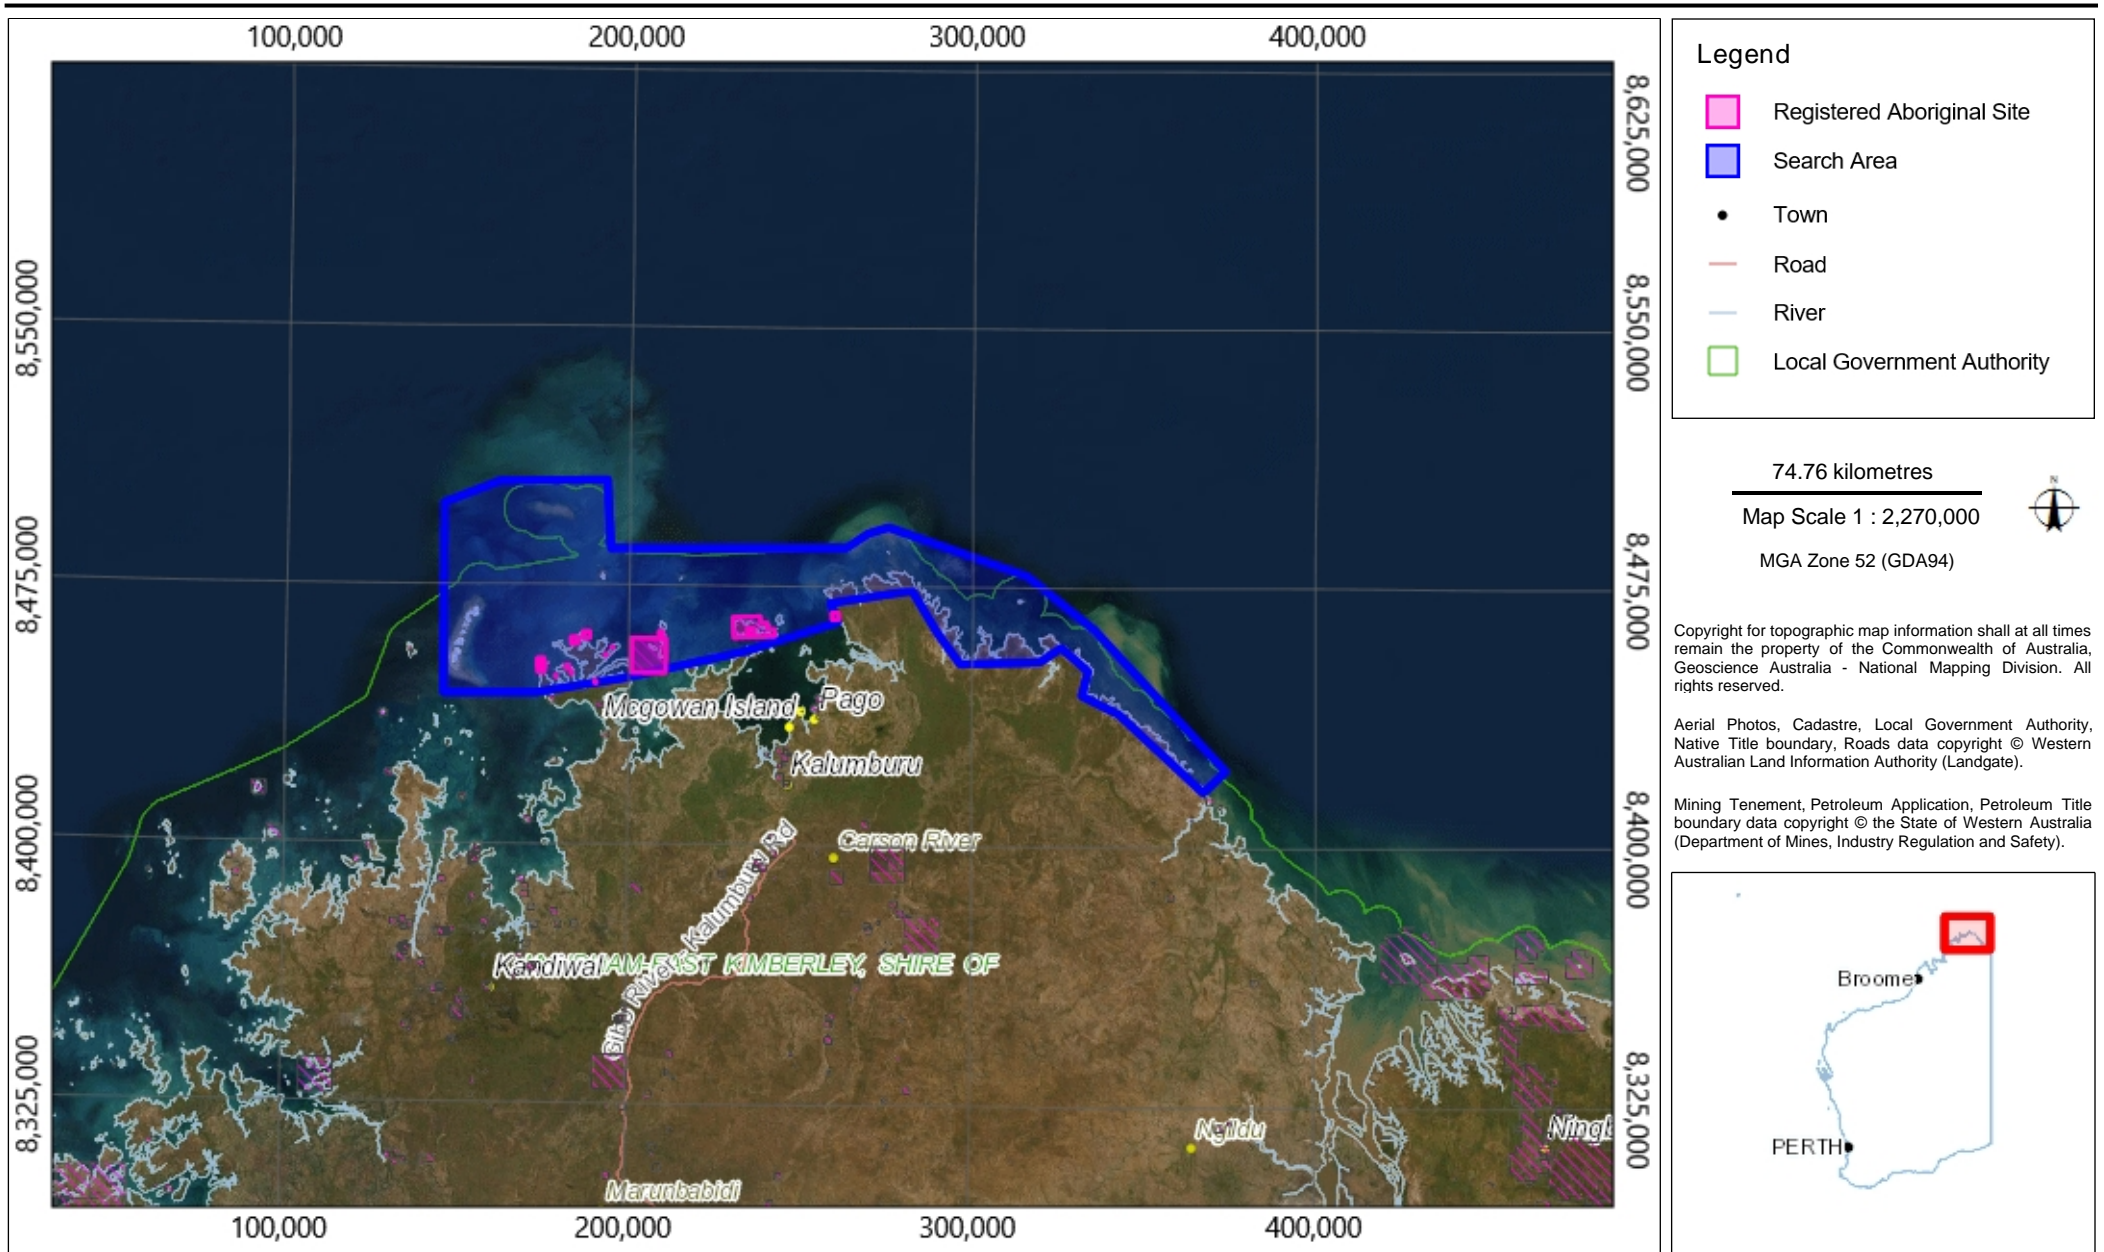 100,000 200,000 300,000 400,000
8,625,000
8,550,000 8,550,000
8,475,000 8,475,000
8,400,000 8,400,000
8,325,000 8,325,000
Mcgowan Island Pago
Kalumburu
Carson River
Kalumburu Rd
Kandiwal
EAST KIMBERLEY, SHIRE OF
Marunbabidi
100,000 200,000 300,000 400,000
Legend
Registered Aboriginal Site
Search Area
Town
Road
River
Local Government Authority
74.76 kilometres
Map Scale 1 : 2,270,000
MGA Zone 52 (GDA94)
N
Copyright for topographic map information shall at all times
remain the property of the Commonwealth of Australia,
Geoscience Australia - National Mapping Division. All
rights reserved.
Aerial Photos, Cadastre, Local Government Authority,
Native Title boundary, Roads data copyright © Western
Australian Land Information Authority (Landgate).
Mining Tenement, Petroleum Application, Petroleum Title
boundary data copyright © the State of Western Australia
(Department of Mines, Industry Regulation and Safety).
Broome
PERTH